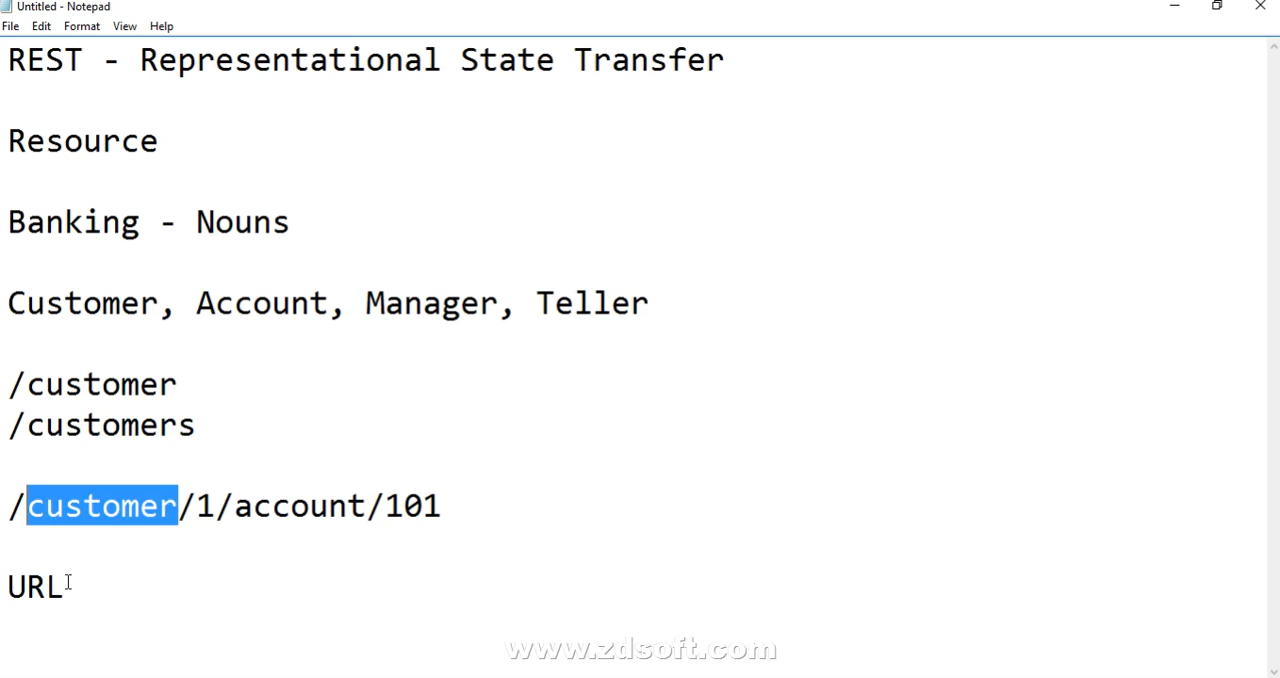 Untitled - Notepad
File Edit Format View Help
REST - Representational State Transfer
Resource
Banking - Nouns
Customer, Account, Manager, Teller
/customer
/customers
/customer/1/account/101
URL
www.zdsoft.com